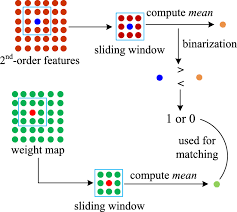 compute mean
sliding window
2nd-order features
binarization
>
<
1 or 0
used for
matching
weight map
compute mean
sliding window